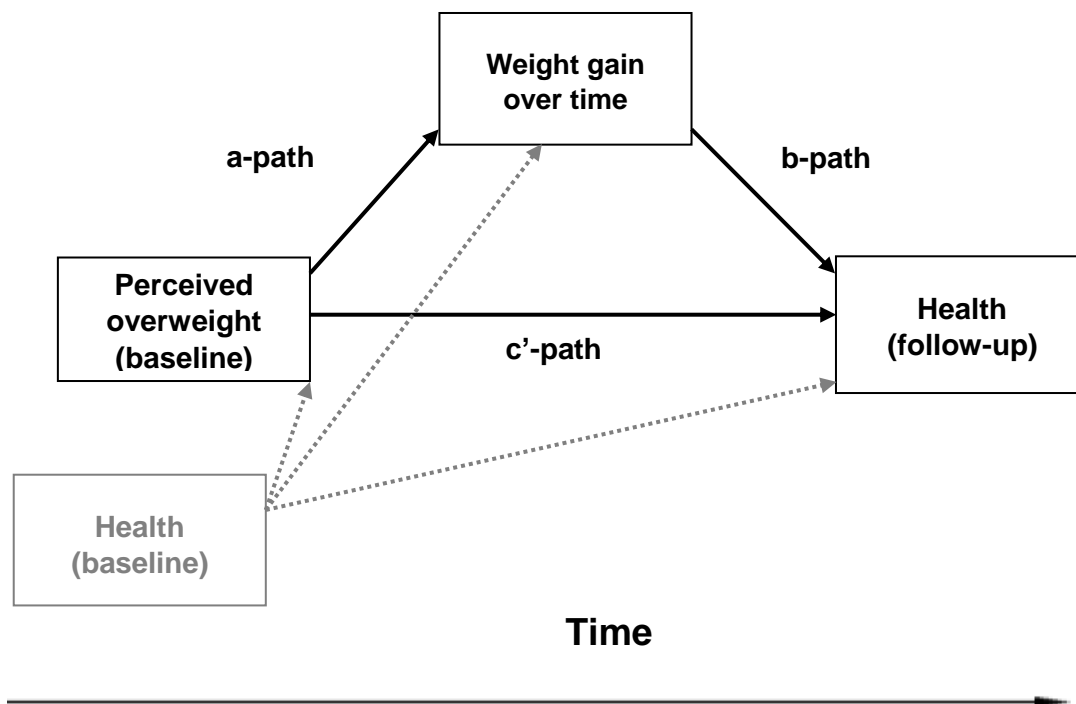 Weight gain
over time
a-path
b-path
Perceived
overweight
(baseline)
Health
(follow-up)
c’-path
Health
(baseline)
Time